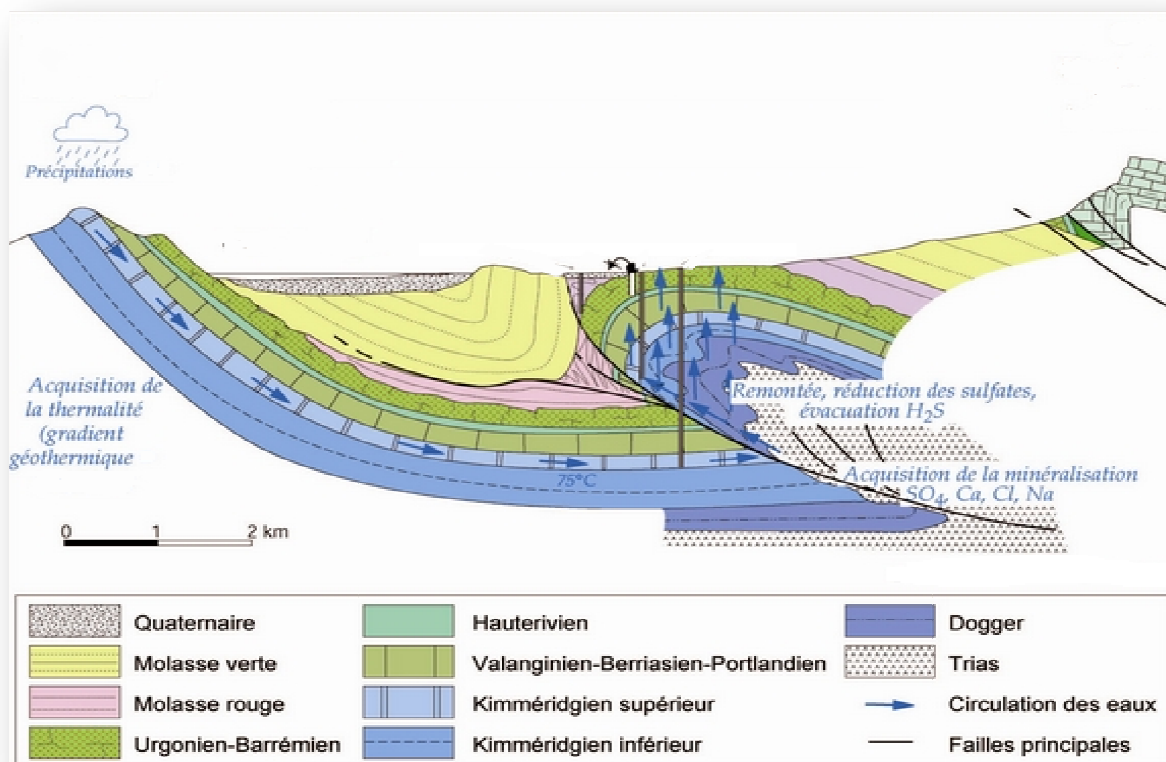 Précipitations
Acquisition de
la thermalité
(gradient
géothermique
75°C
Remontée, réduction des sulfates,
évacuation H₂S
Acquisition de la minéralisation
SO₄, Ca, Cl, Na
0 1 2 km
Quaternaire
Molasse verte
Molasse rouge
Urgonien-Barrémien
Hauterivien
Valanginien-Berriasien-Portlandien
Kimméridgien supérieur
Kimméridgien inférieur
Dogger
Trias
Circulation des eaux
Failles principales